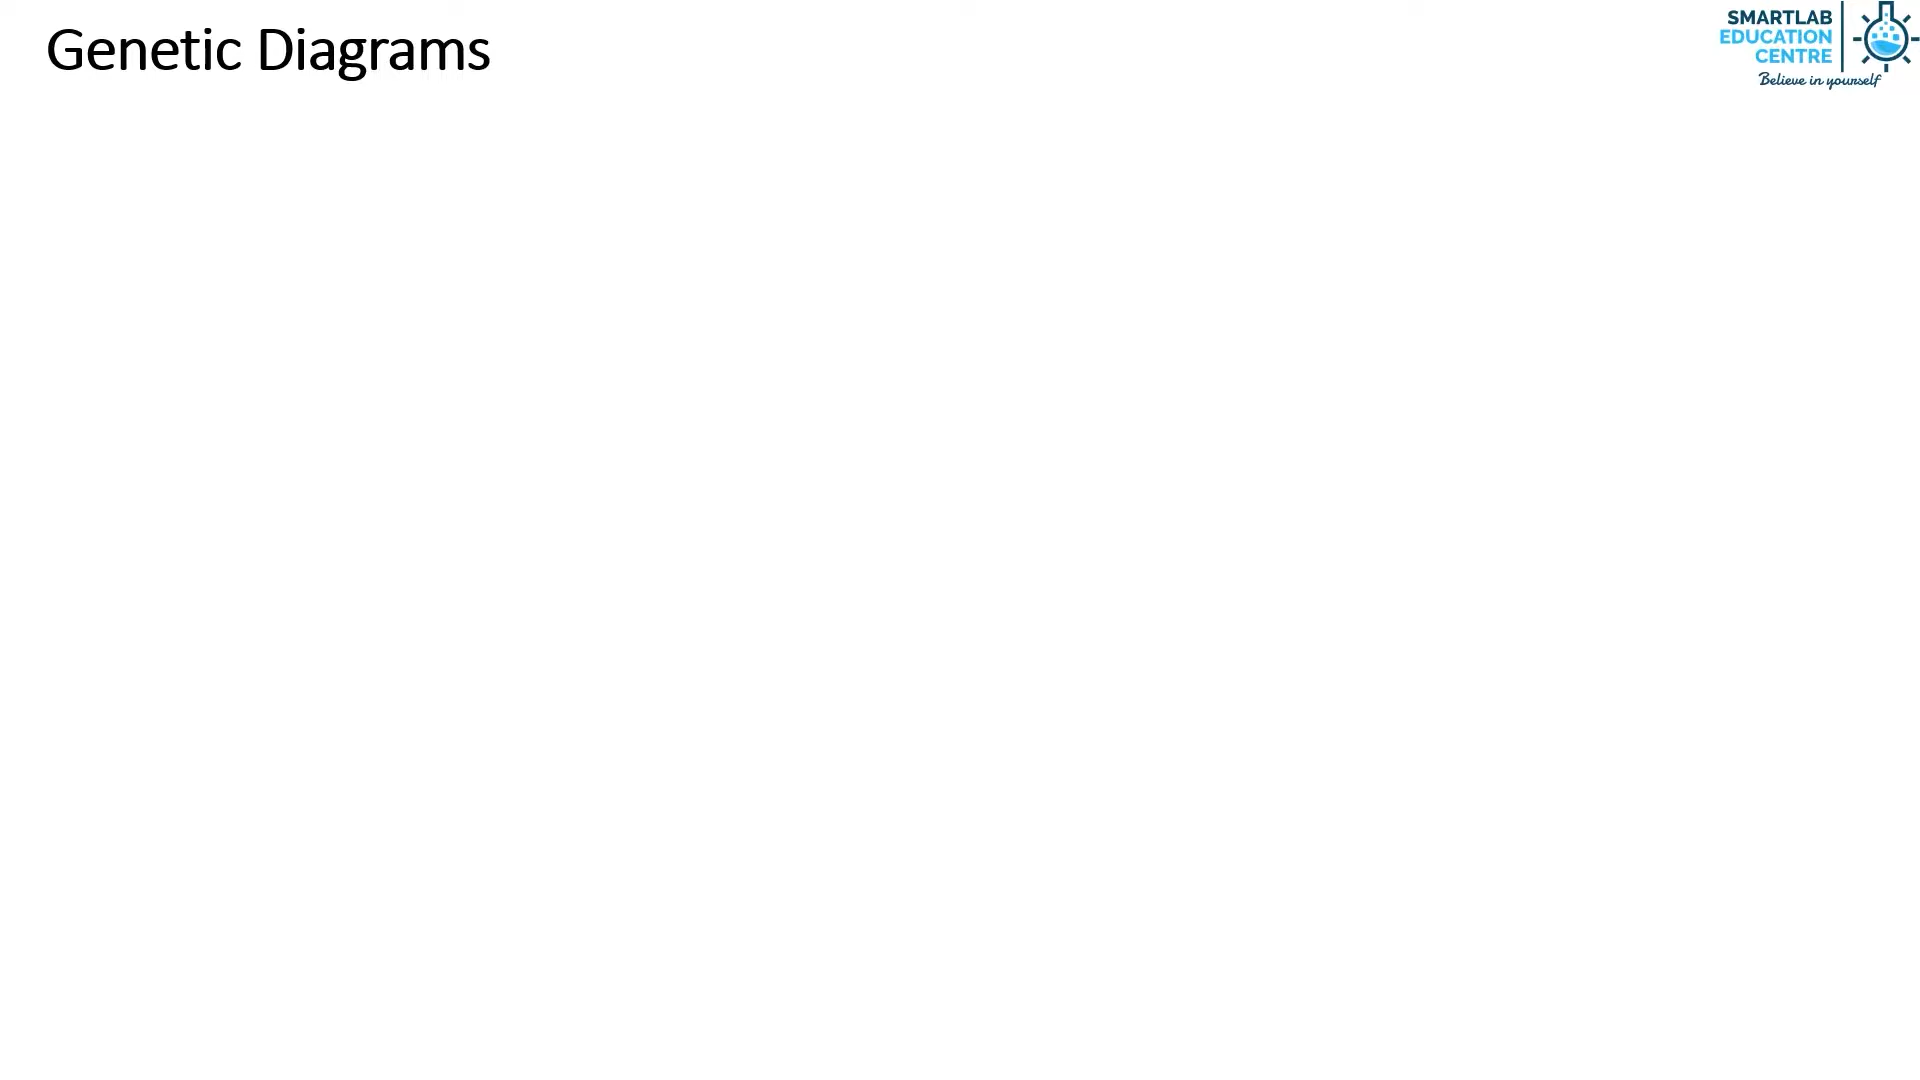 Genetic Diagrams
SMARTLAB
EDUCATION
CENTRE
Believe in yourself